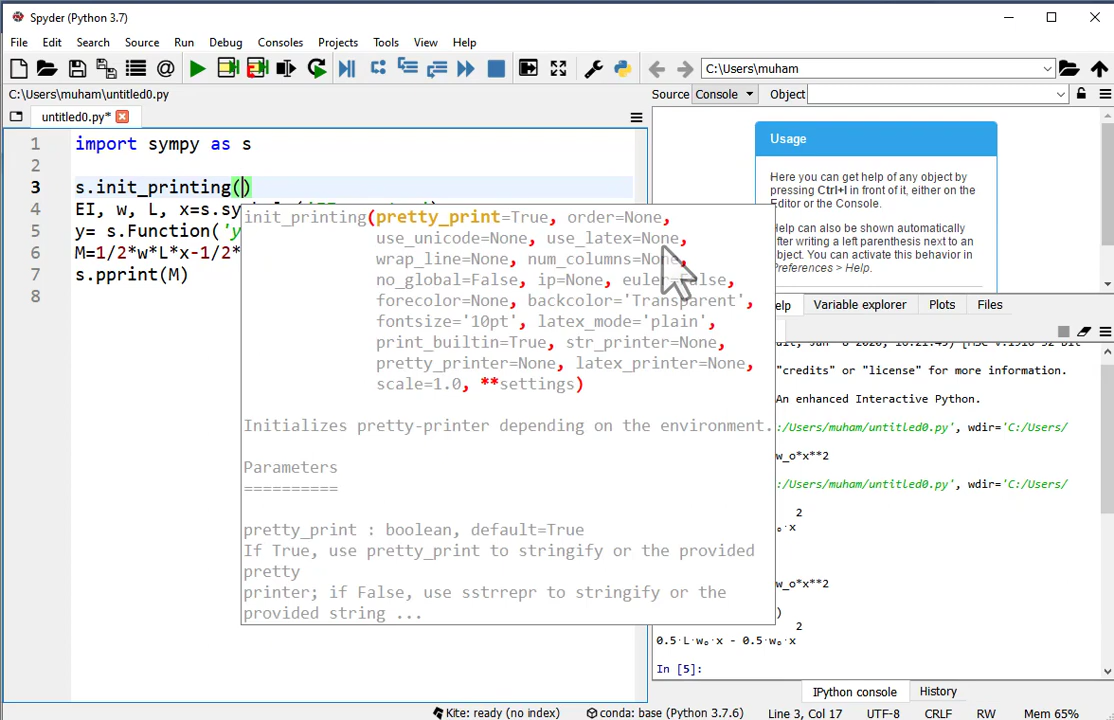 Spyder (Python 3.7)
File Edit Search Source Run Debug Consoles Projects Tools View Help
C:\Users\muham
C:\Users\muham\untitled0.py
Source Console Object
untitled0.py*
1 import sympy as s
2
3 s.init_printing()
4 EI, w, L, x=s.sy
5 y= s.Function('y
6 M=1/2*w*L*x-1/2*
7 s.pprint(M)
8
init_printing(pretty_print=True, order=None,
use_unicode=None, use_latex=None,
wrap_line=None, num_columns=None,
no_global=False, ip=None, euler=False,
forecolor=None, backcolor='Transparent',
fontsize='10pt', latex_mode='plain',
print_builtin=True, str_printer=None,
pretty_printer=None, latex_printer=None,
scale=1.0, **settings)
Initializes pretty-printer depending on the environment.
Parameters
==========
pretty_print : boolean, default=True
If True, use pretty_print to stringify or the provided
pretty
printer; if False, use sstrrepr to stringify or the
provided string ...
Usage
Here you can get help of any object by
pressing Ctrl+I in front of it, either on the
Editor or the Console.
Help can also be shown automatically
after writing a left parenthesis next to an
object. You can activate this behavior in
Preferences > Help.
elp Variable explorer Plots Files
"credits" or "license" for more information.
An enhanced Interactive Python.
:/Users/muham/untitled0.py', wdir='C:/Users/
w_o*x**2
:/Users/muham/untitled0.py', wdir='C:/Users/
2
ₒ⋅x
w_o*x**2
)
2
0.5⋅L⋅wₒ⋅x - 0.5⋅wₒ⋅x
In [5]:
IPython console History
Kite: ready (no index) conda: base (Python 3.7.6) Line 3, Col 17 UTF-8 CRLF RW Mem 65%